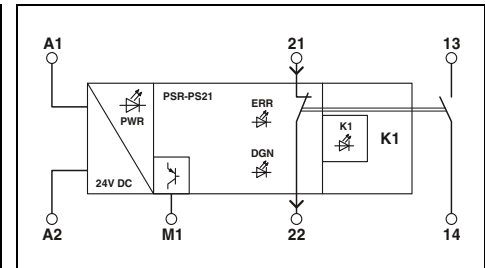 A1 21 13
PSR-PS21
ERR
PWR
K1
K1
DGN
24V DC
A2 M1 22 14